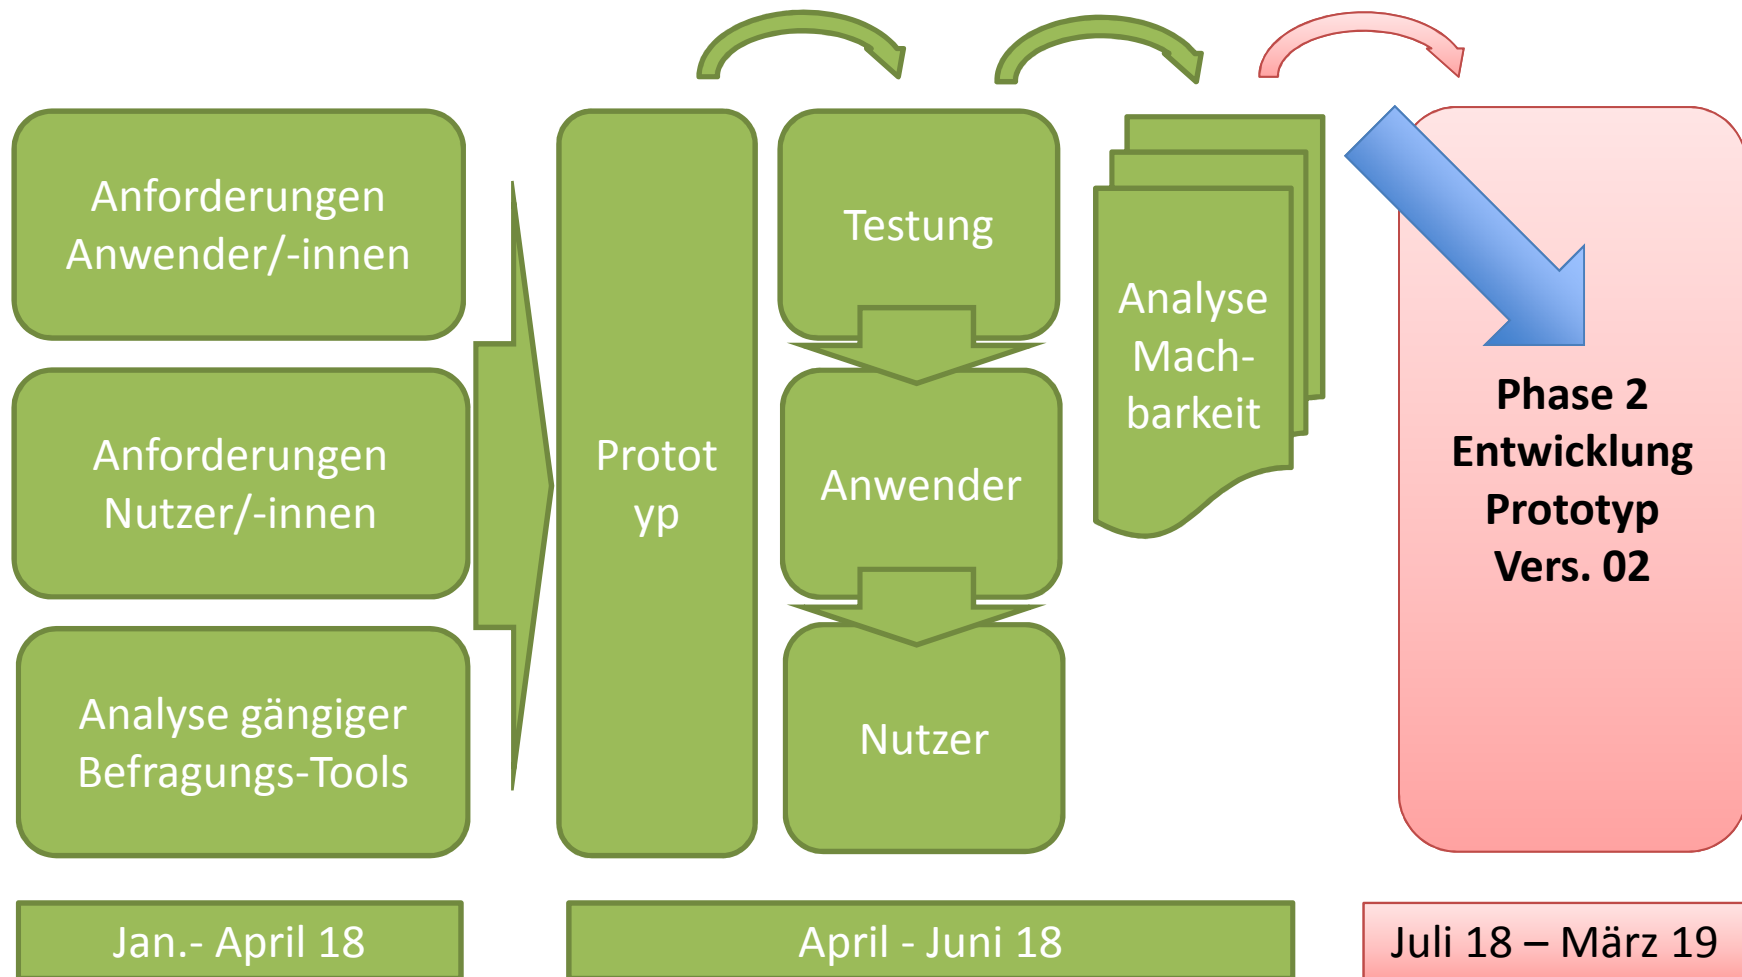 Anforderungen
Anwender/-innen
Anforderungen
Nutzer/-innen
Analyse gängiger
Befragungs-Tools
Protot
yp
Testung
Anwender
Nutzer
Analyse
Mach-
barkeit
Phase 2
Entwicklung
Prototyp
Vers. 02
Jan.- April 18
April - Juni 18
Juli 18 – März 19